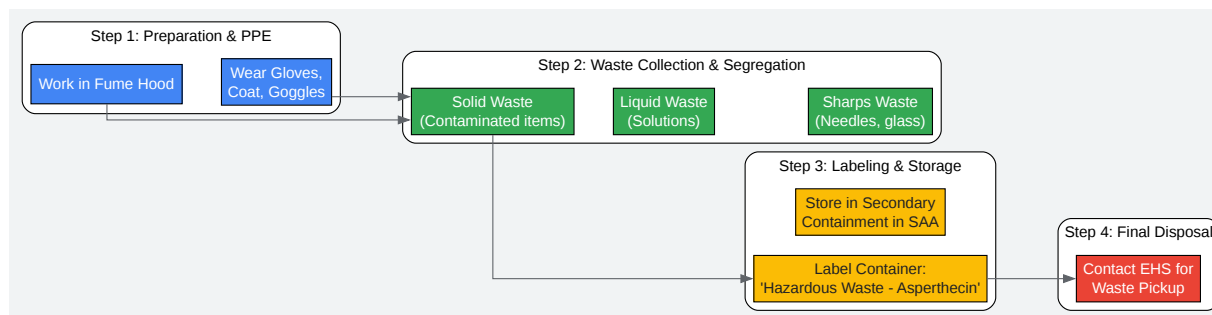 Step 1: Preparation & PPE
Work in Fume Hood
Wear Gloves,
Coat, Goggles
Step 2: Waste Collection & Segregation
Solid Waste
(Contaminated items)
Liquid Waste
(Solutions)
Sharps Waste
(Needles, glass)
Step 3: Labeling & Storage
Store in Secondary
Containment in SAA
Label Container:
'Hazardous Waste - Asperthecin'
Step 4: Final Disposal
Contact EHS for
Waste Pickup